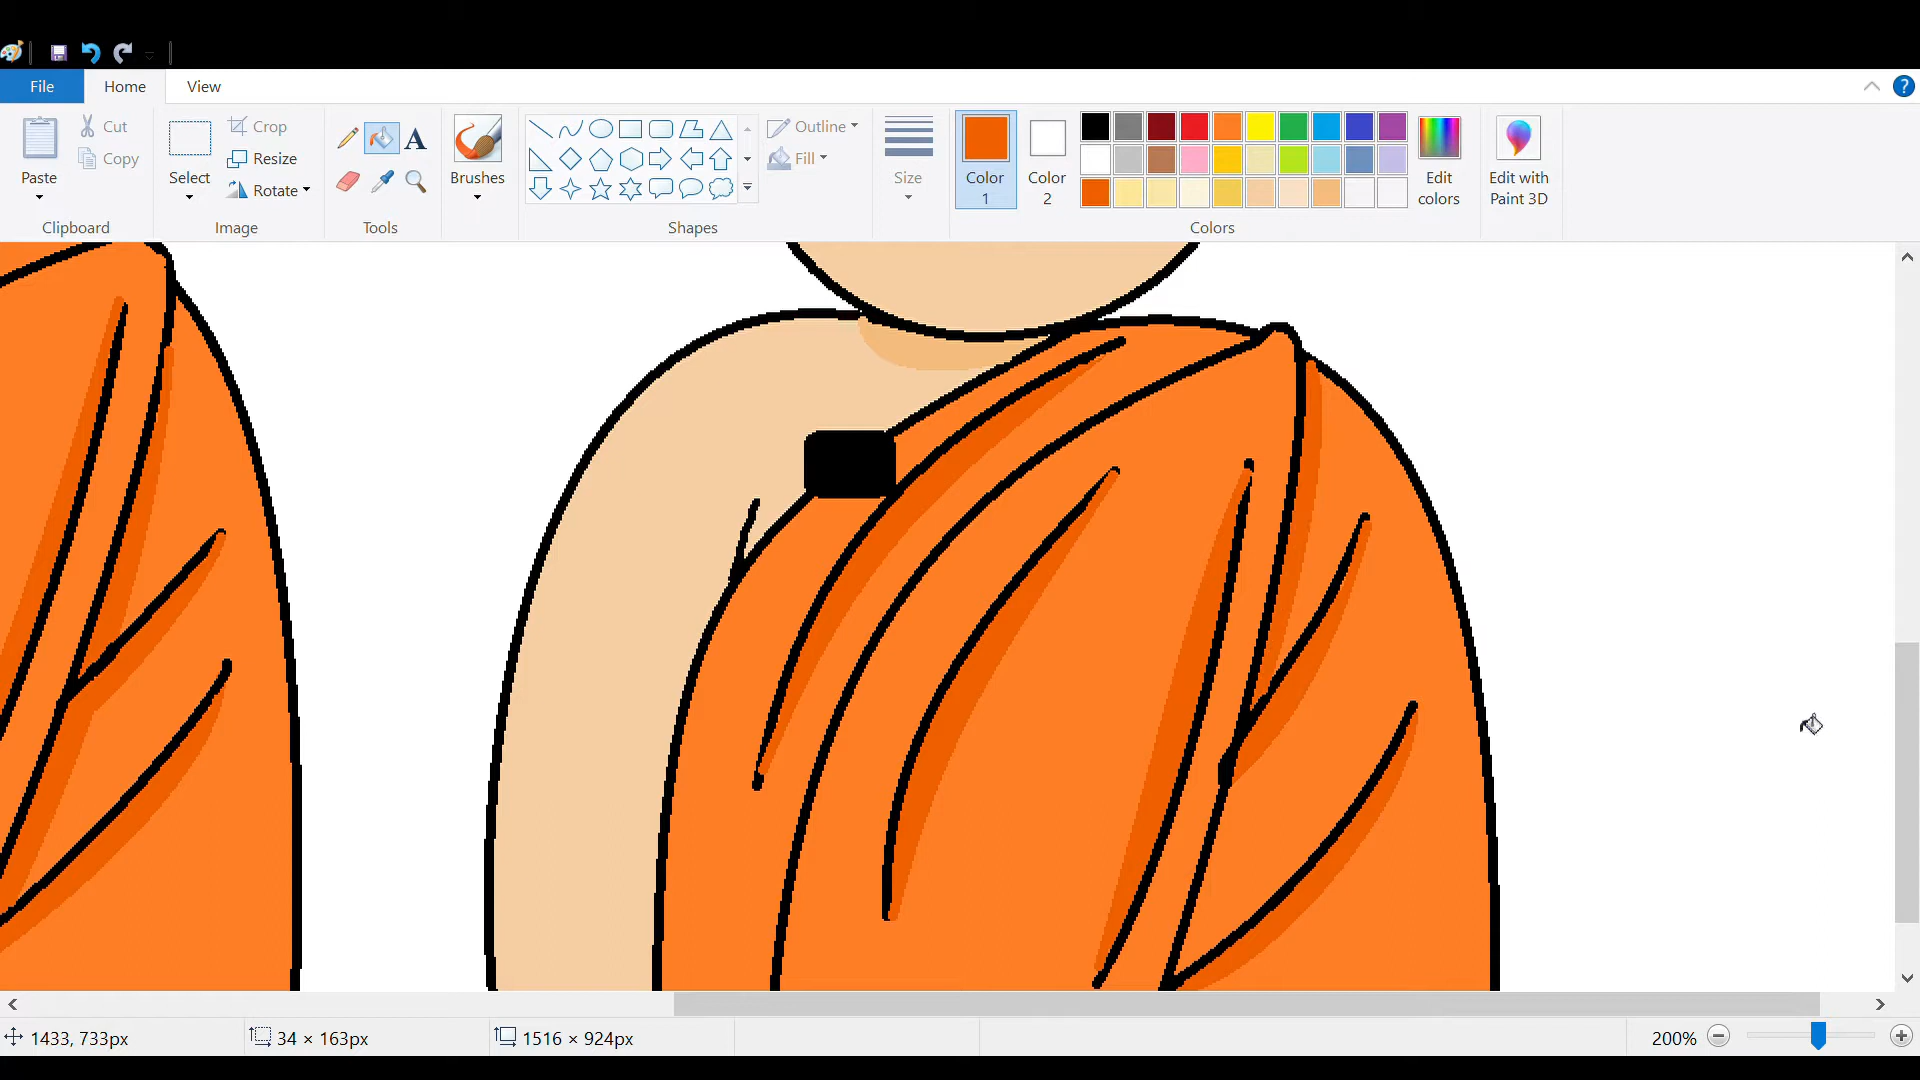 File Home View ?
Paste
Cut
Copy
Clipboard
Select
Crop
Resize
Rotate
Image
A
Tools
Brushes
Shapes
Outline
Fill
Size
Color
1
Color
2
Edit
colors
Colors
Edit with
Paint 3D
1433, 733px 34 × 163px 1516 × 924px 200%